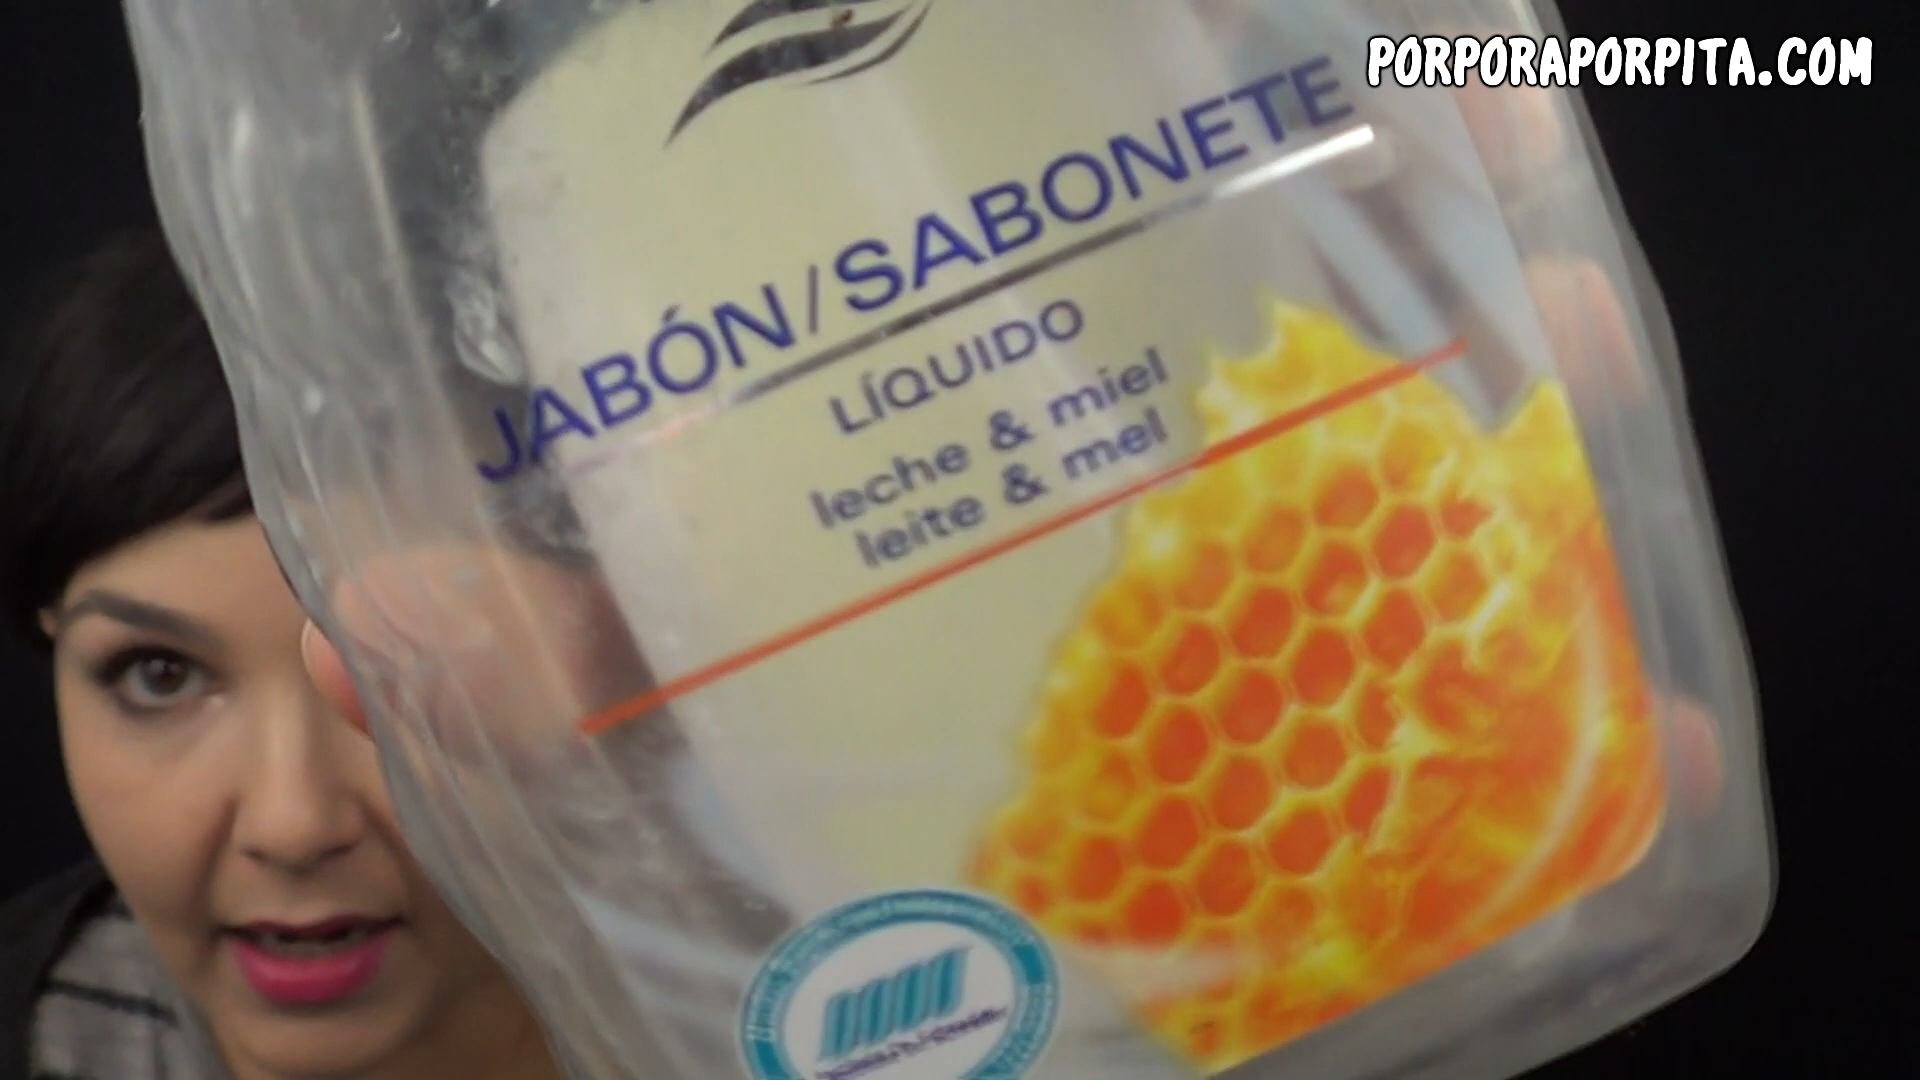 PORPORAPORPITA.COM
JABÓN/SABONETE
LÍQUIDO
leche & miel
leite & mel